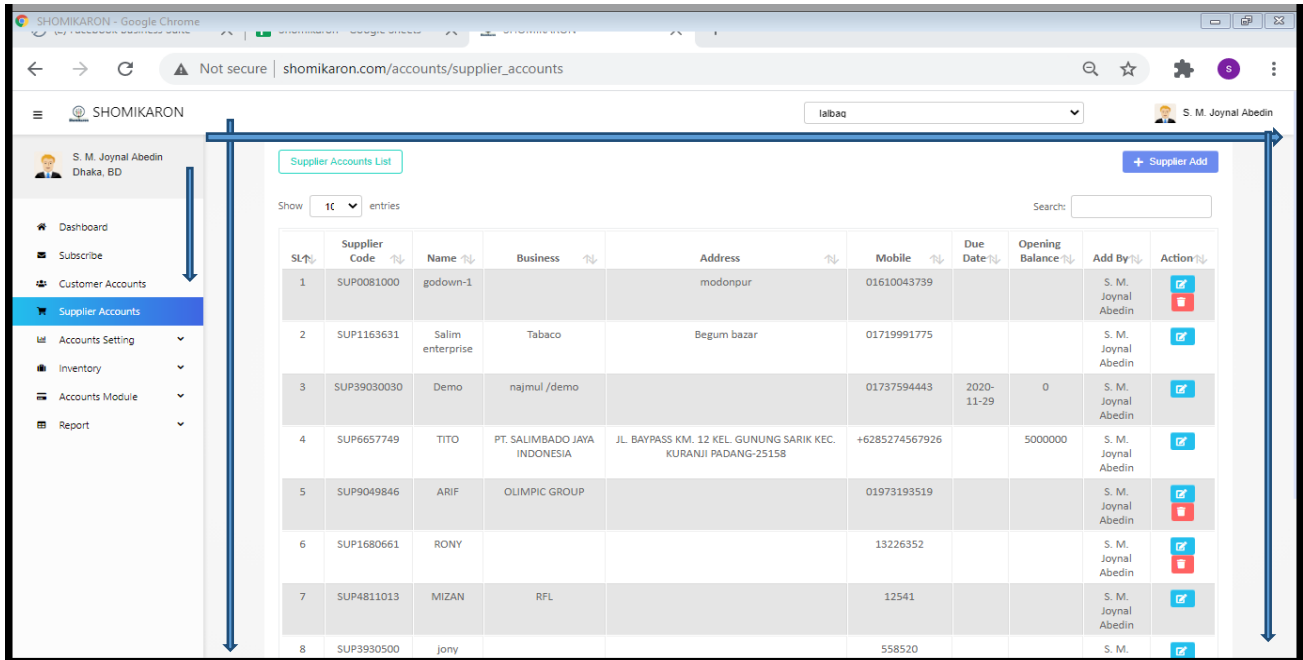 SHOMIKARON - Google Chrome
Not secure | shomikaron.com/accounts/supplier_accounts
S
SHOMIKARON
lalbag
S. M. Joynal Abedin
S. M. Joynal Abedin
Dhaka, BD
Dashboard
Subscribe
Customer Accounts
Supplier Accounts
Accounts Setting
Inventory
Accounts Module
Report
Supplier Accounts List
+ Supplier Add
Show 10 entries
Search:
SL Supplier Code Name Business Address Mobile Due Date Opening Balance Add By Action
1 SUP0081000 godown-1 modonpur 01610043739 S. M. Joynal Abedin
2 SUP1163631 Salim enterprise Tabaco Begum bazar 01719991775 S. M. Joynal Abedin
3 SUP39030030 Demo najmul /demo 01737594443 2020-11-29 0 S. M. Joynal Abedin
4 SUP6657749 TITO PT. SALIMBADO JAYA INDONESIA JL. BAYPASS KM. 12 KEL. GUNUNG SARIK KEC. KURANJI PADANG-25158 +6285274567926 5000000 S. M. Joynal Abedin
5 SUP9049846 ARIF OLIMPIC GROUP 01973193519 S. M. Joynal Abedin
6 SUP1680661 RONY 13226352 S. M. Joynal Abedin
7 SUP4811013 MIZAN RFL 12541 S. M. Joynal Abedin
8 SUP3930500 jony 558520 S. M.